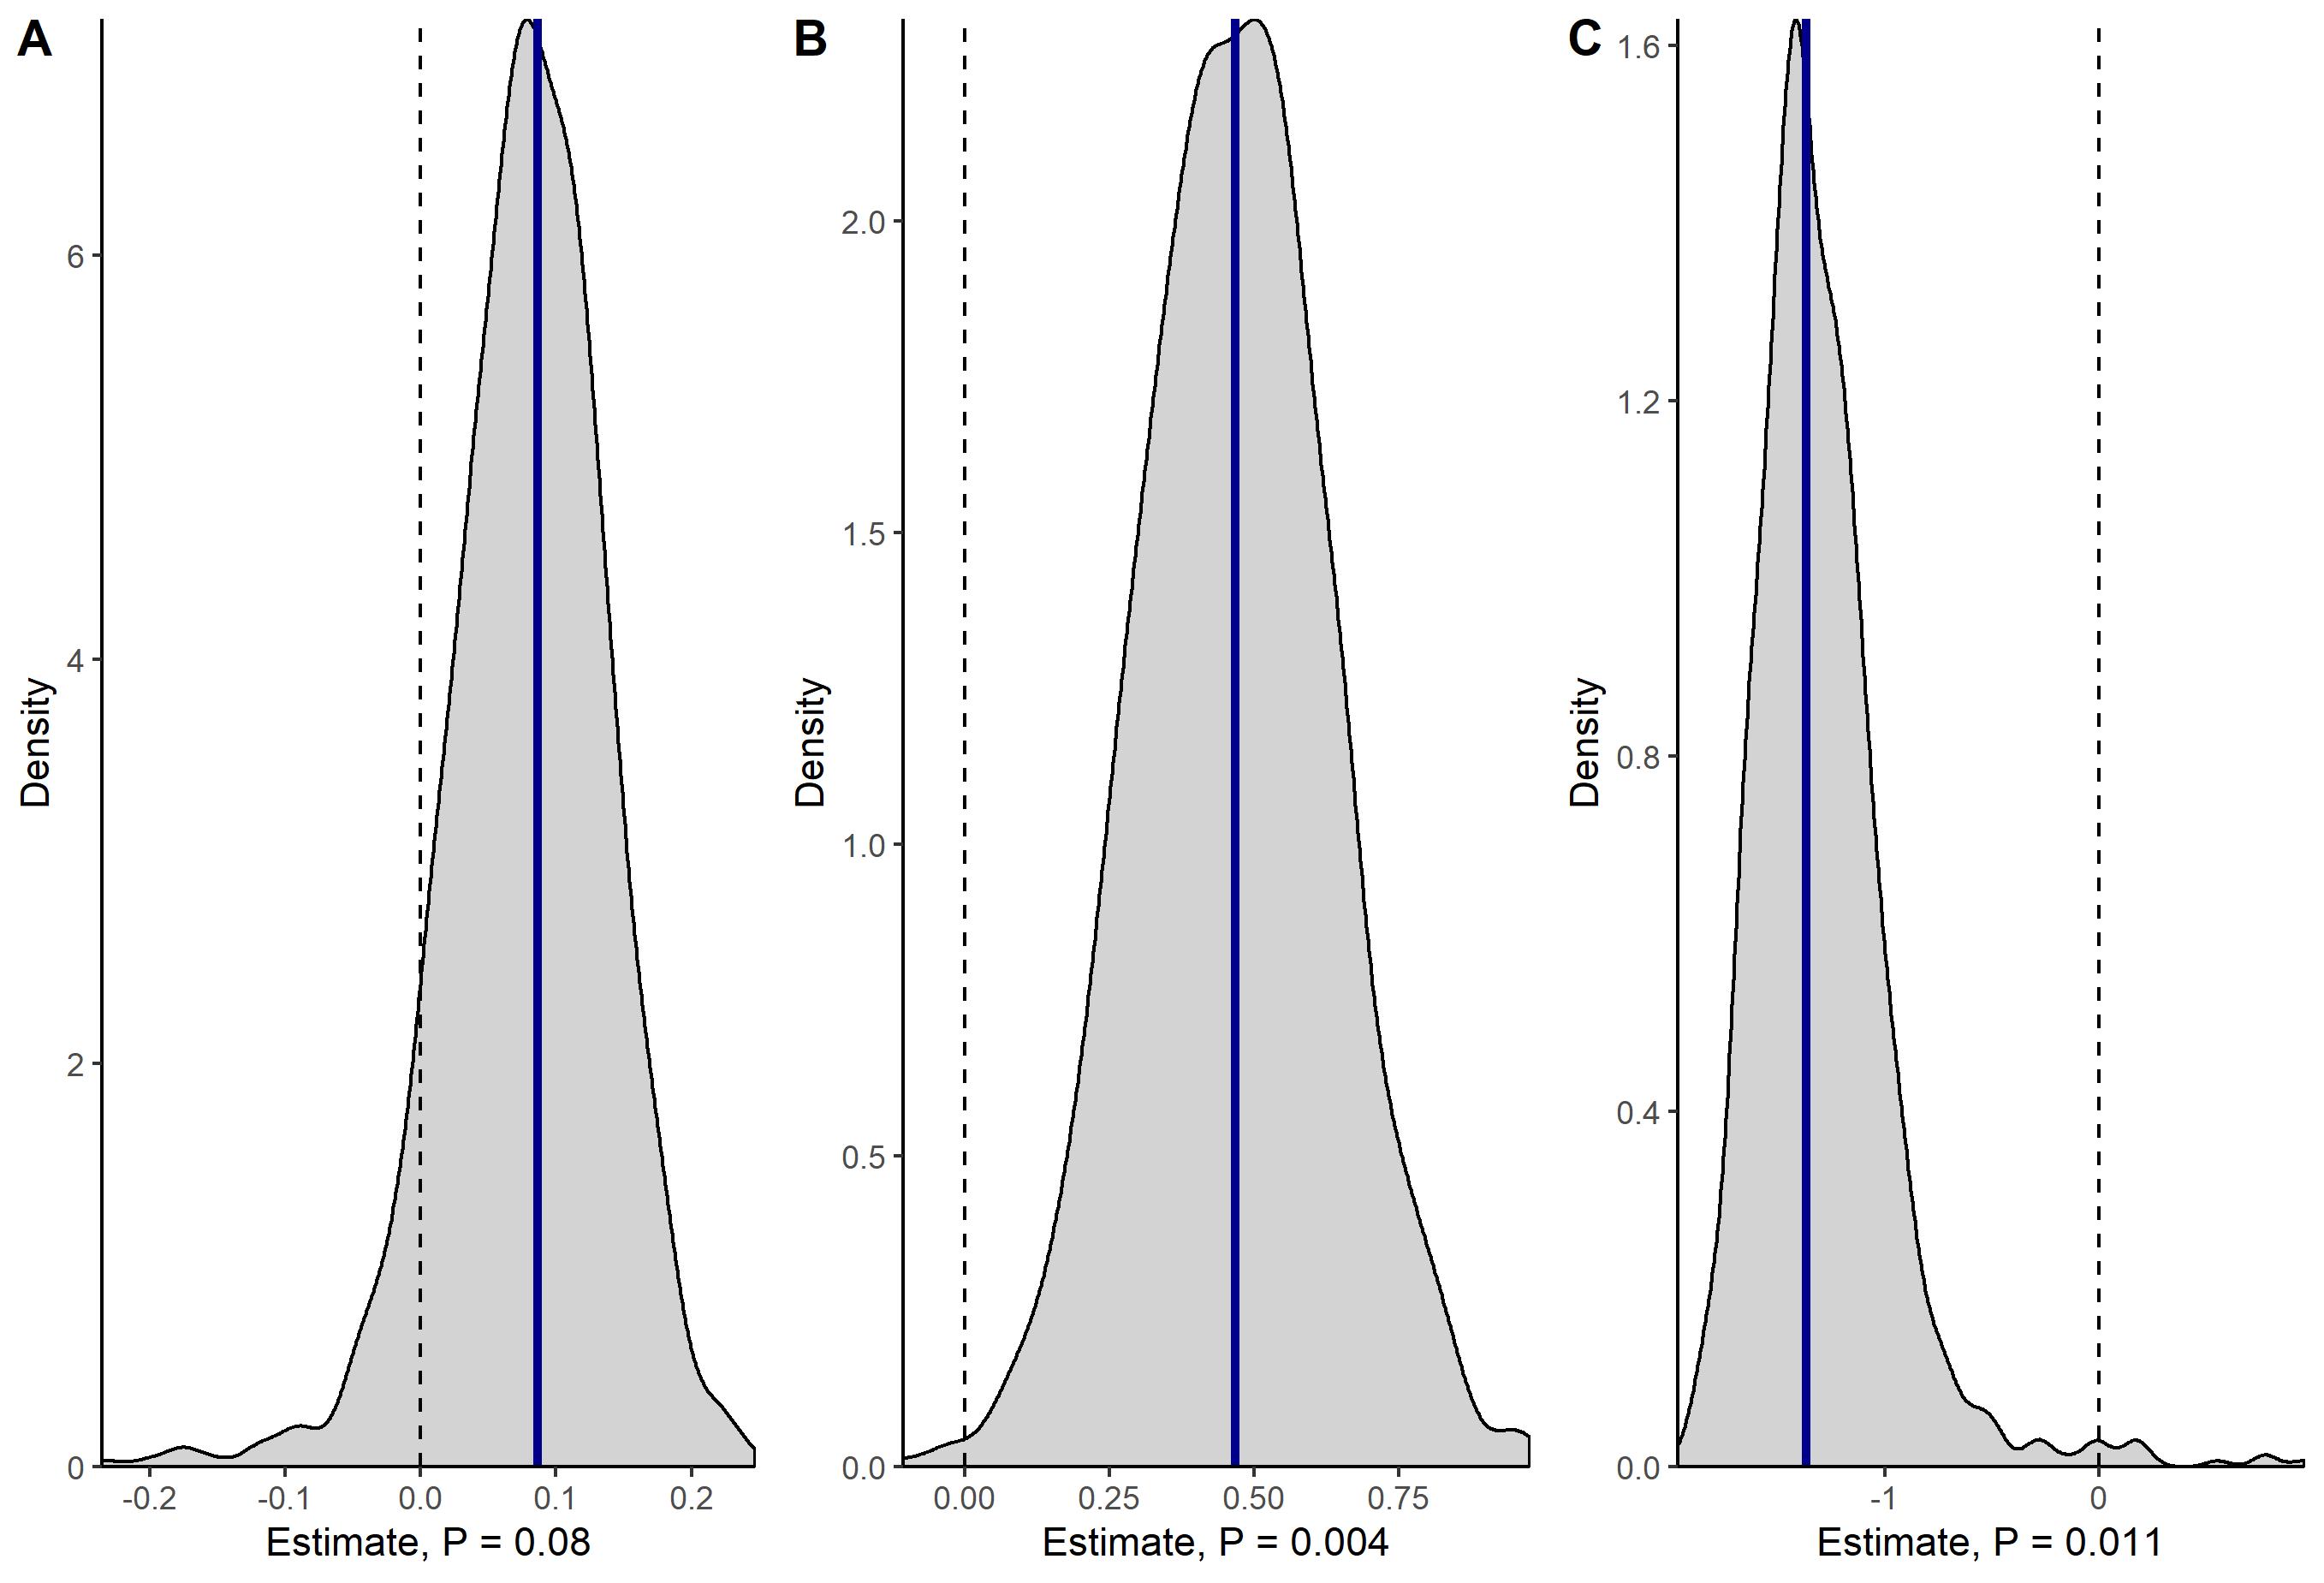 A
Density
6
4
2
0
-0.2 -0.1 0.0 0.1 0.2
Estimate, P = 0.08
B
Density
2.0
1.5
1.0
0.5
0.0
0.00 0.25 0.50 0.75
Estimate, P = 0.004
C
Density
1.6
1.2
0.8
0.4
0.0
-1 0
Estimate, P = 0.011